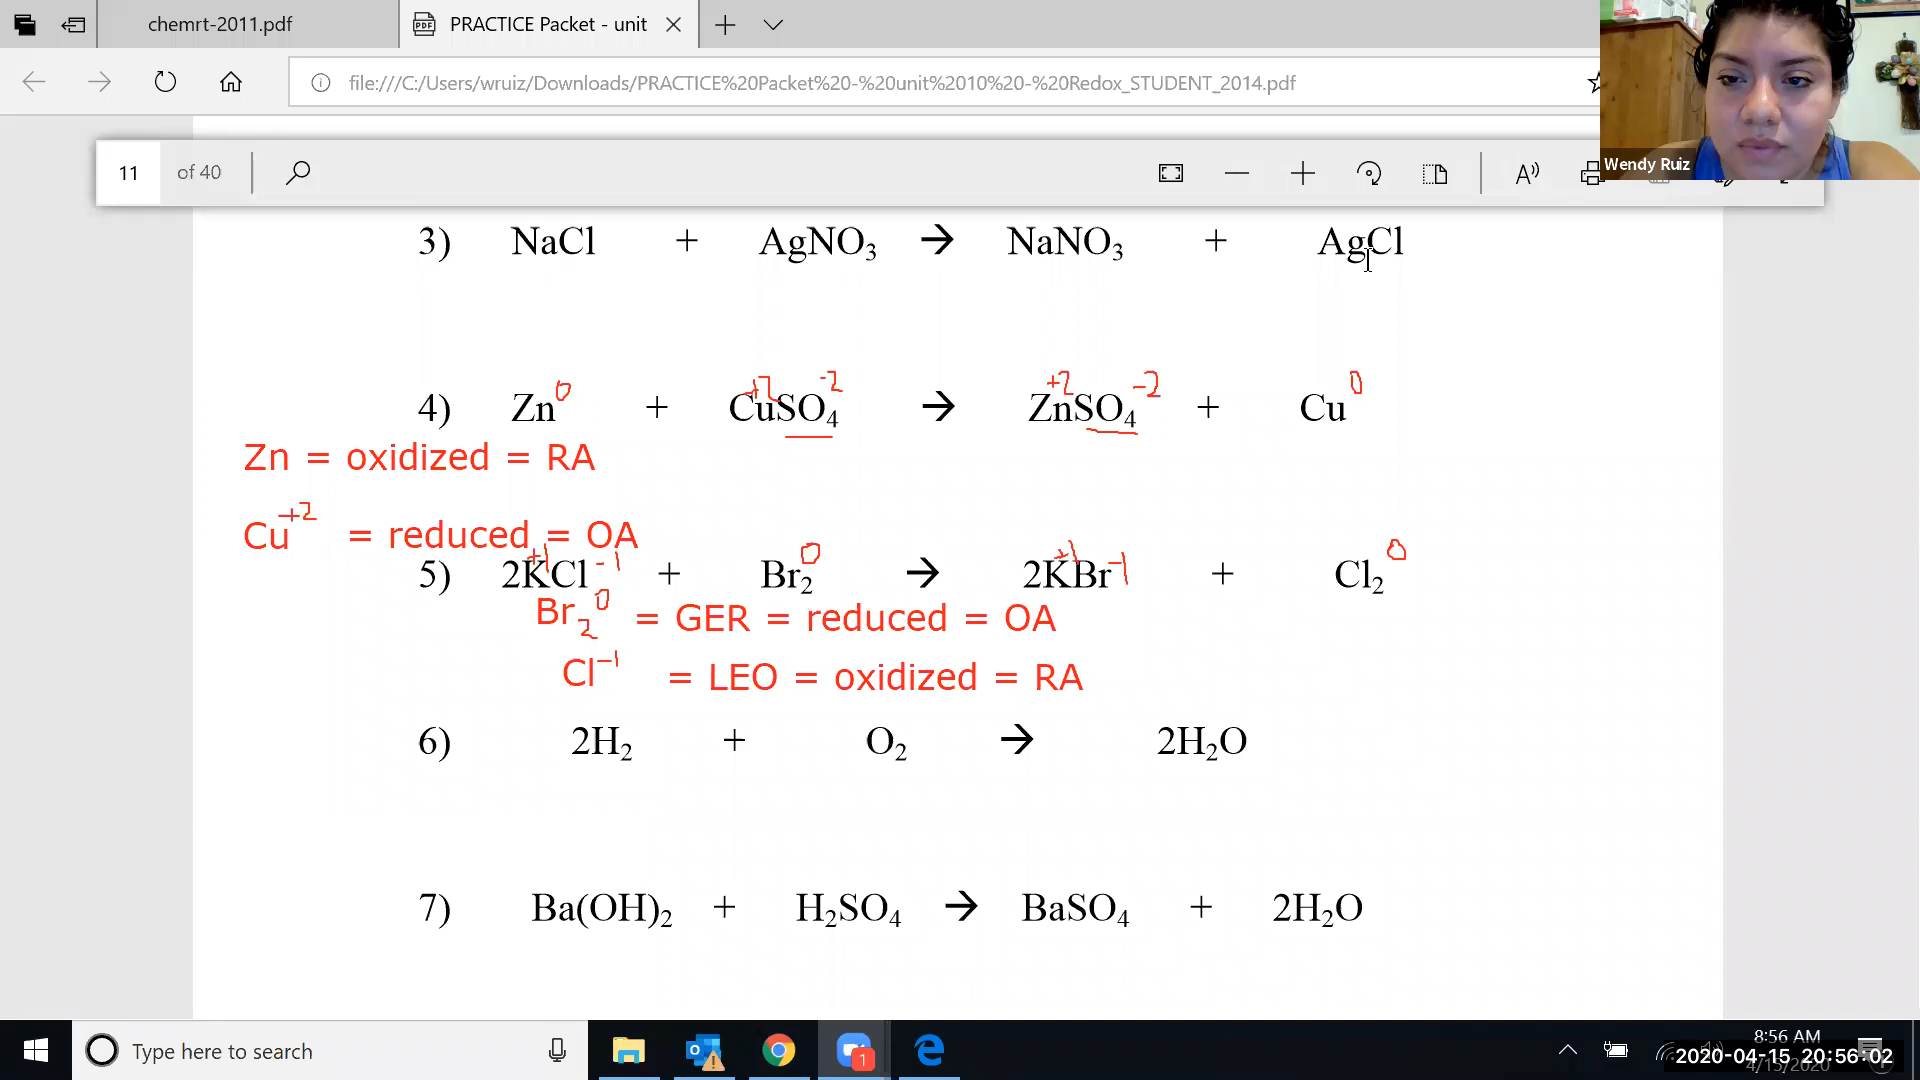 chemrt-2011.pdf
PRACTICE Packet - unit
file:///C:/Users/wruiz/Downloads/PRACTICE%20Packet%20-%20unit%2010%20-%20Redox_STUDENT_2014.pdf
11 of 40
Wendy Ruiz
3) NaCl + AgNO3 → NaNO3 + AgCl
4) Zn⁰ + Cu⁺²SO4⁻² → Zn⁺²SO4⁻² + Cu⁰
Zn = oxidized = RA
Cu⁺² = reduced = OA
5) 2K⁺¹Cl⁻¹ + Br2⁰ → 2K⁺¹Br⁻¹ + Cl2⁰
Br2⁰ = GER = reduced = OA
Cl⁻¹ = LEO = oxidized = RA
6) 2H2 + O2 → 2H2O
7) Ba(OH)2 + H2SO4 → BaSO4 + 2H2O
Type here to search
1
8:56 AM
2020-04-15 20:56:02
4/15/2020